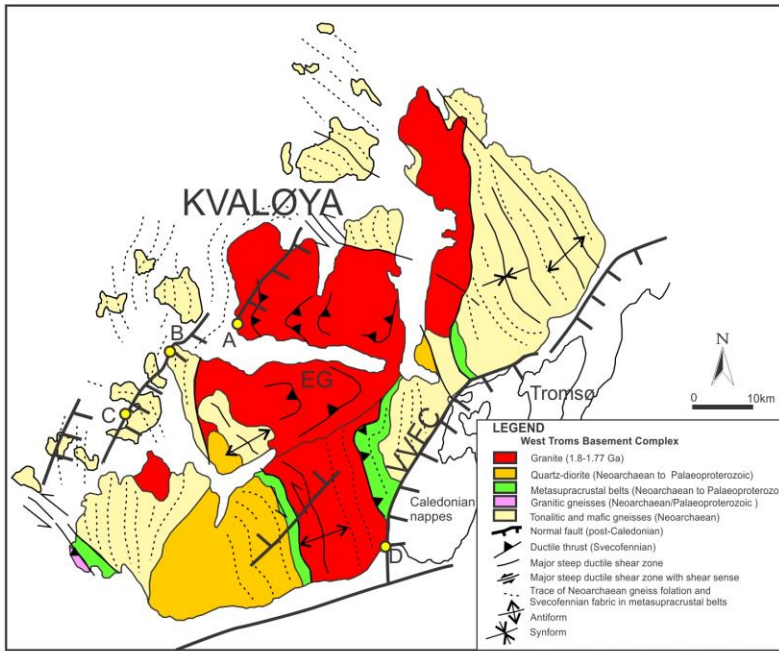 KVALØYA
B
A
C
EG
VVFC
Tromsø
N
0 10km
Caledonian
nappes
D
LEGEND
West Troms Basement Complex
Granite (1.8-1.77 Ga)
Quartz-diorite (Neoarchaean to Palaeoproterozoic)
Metasupracrustal belts (Neoarchaean to Palaeoproterozo
Granitic gneisses (Neoarchaean/Palaeoproterozoic )
Tonalitic and mafic gneisses (Neoarchaean)
Normal fault (post-Caledonian)
Ductile thrust (Svecofennian)
Major steep ductile shear zone
Major steep ductile shear zone with shear sense
Trace of Neoarchaean gneiss folation and
Svecofennian fabric in metasupracrustal belts
Antiform
Synform